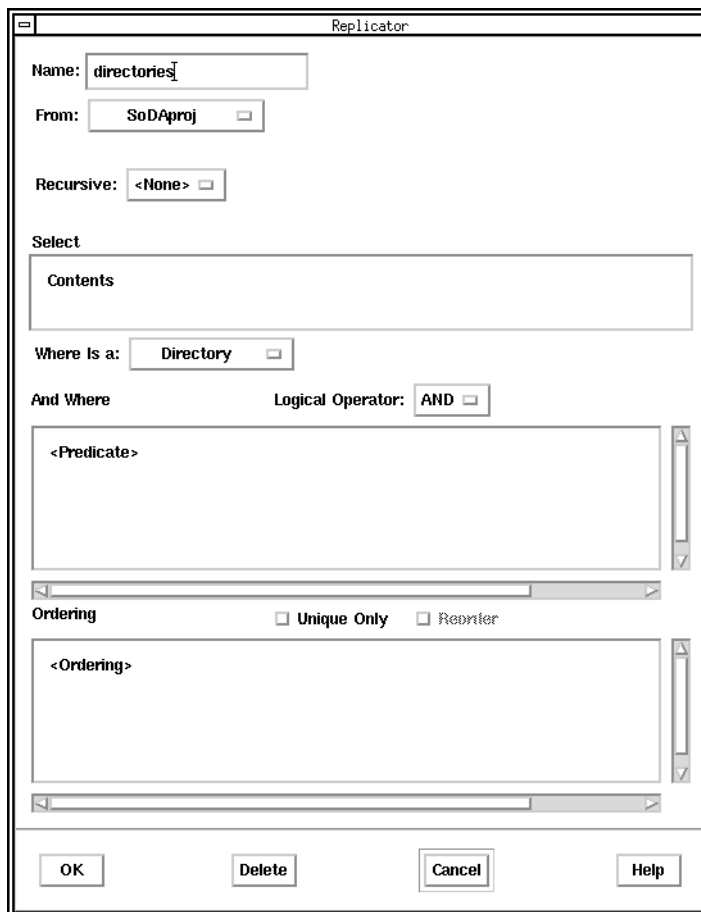 Replicator
Name: directories
From: SoDAproj
Recursive: <None>
Select
Contents
Where Is a: Directory
And Where Logical Operator: AND
<Predicate>
Ordering Unique Only Reorder
<Ordering>
OK Delete Cancel Help